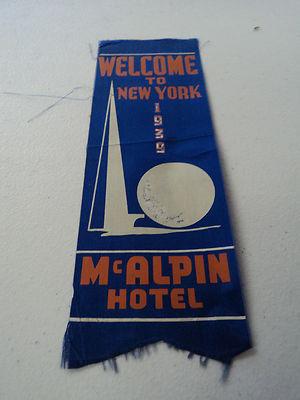 WELCOME
TO
NEW YORK
1939
McALPIN
HOTEL